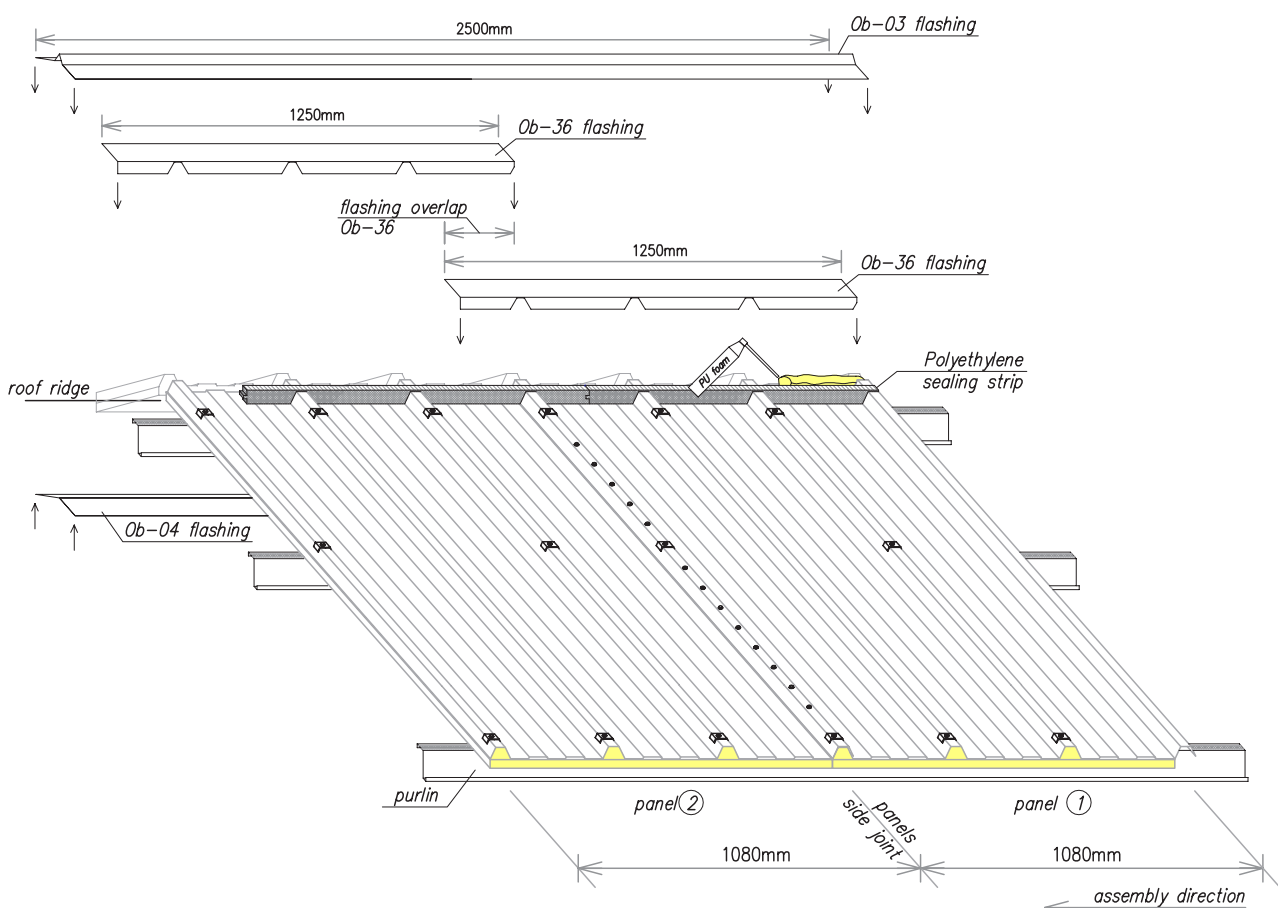 2500mm
Ob-03 flashing
1250mm
Ob-36 flashing
flashing overlap
Ob-36
1250mm
Ob-36 flashing
PU foam
Polyethylene
sealing strip
roof ridge
Ob-04 flashing
purlin
panel 2
panels
side joint
panel 1
1080mm
1080mm
assembly direction